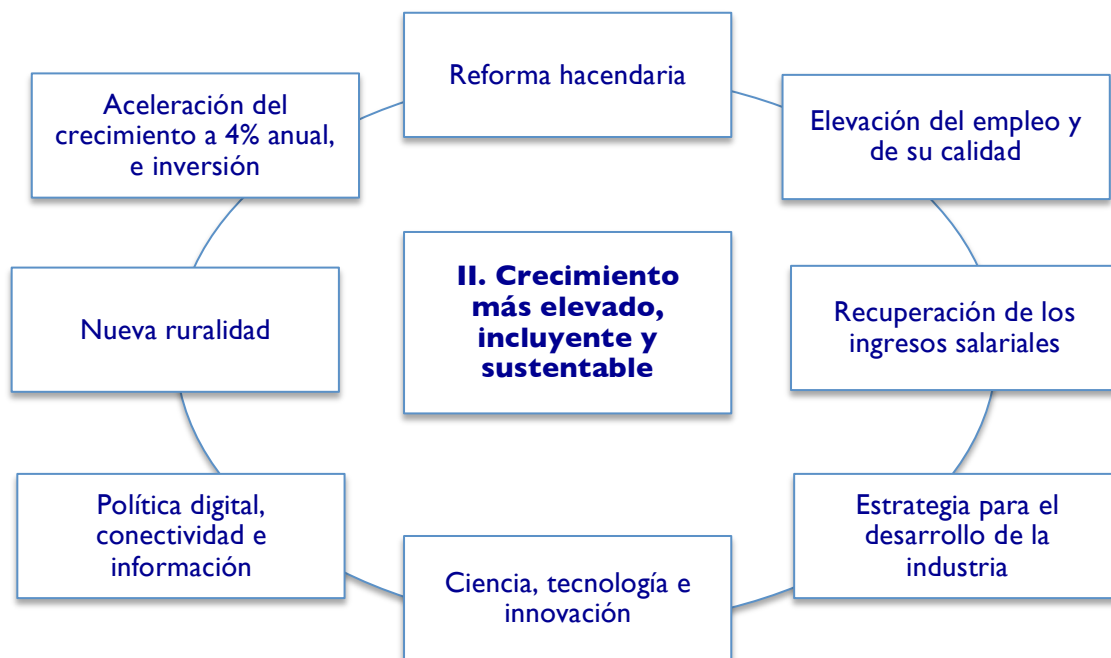 Reforma hacendaria
Aceleración del
crecimiento a 4% anual,
e inversión
Elevación del empleo y
de su calidad
II. Crecimiento
más elevado,
incluyente y
sustentable
Nueva ruralidad
Recuperación de los
ingresos salariales
Política digital,
conectividad e
información
Estrategia para el
desarrollo de la
industria
Ciencia, tecnología e
innovación